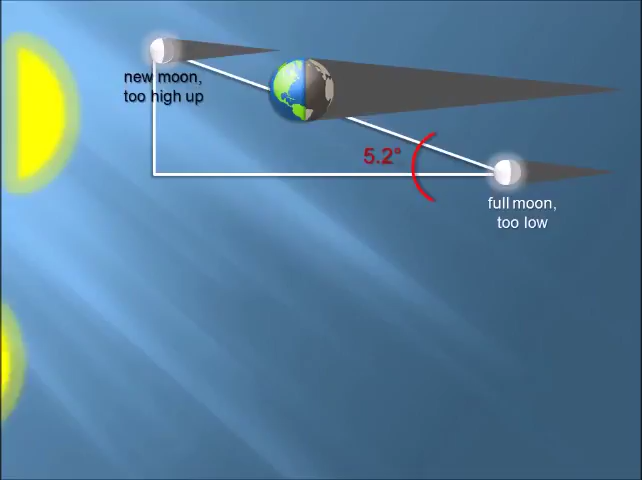 new moon,
too high up
5.2°
full moon,
too low